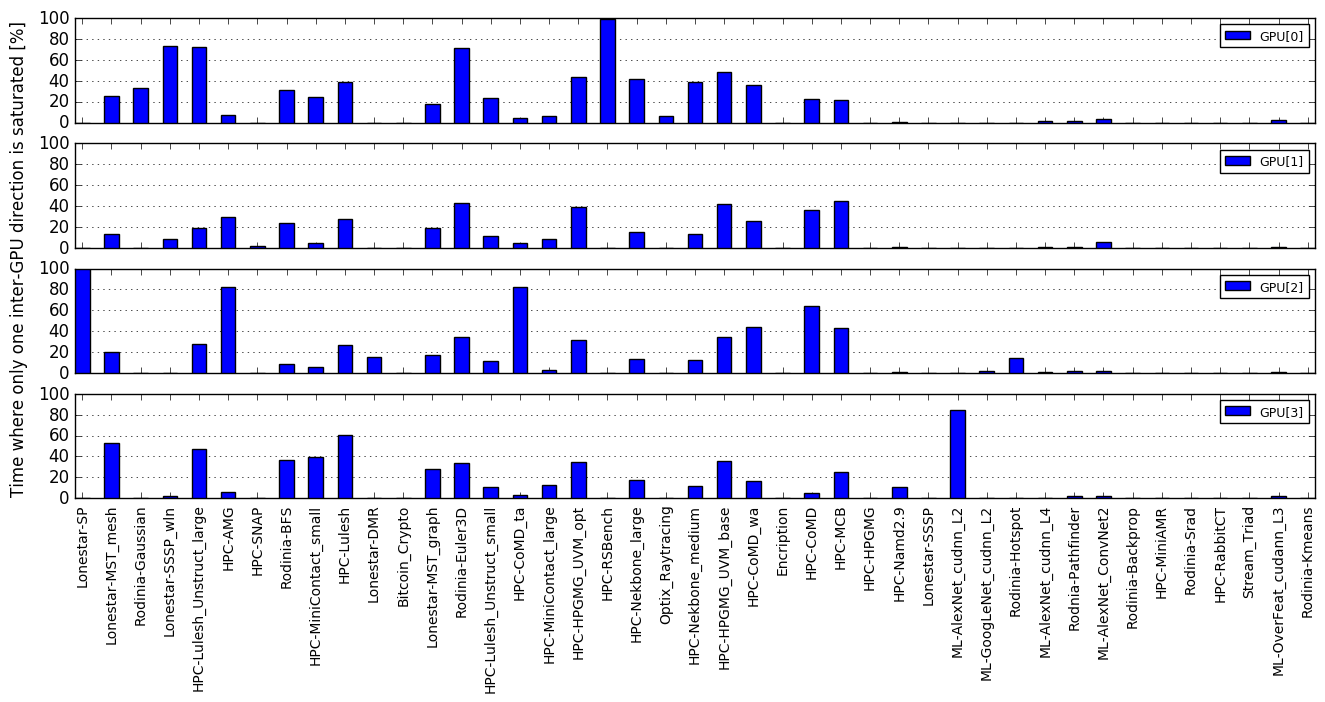 Time where only one inter-GPU direction is saturated [%]
100
80
60
40
20
0
GPU[0]
100
80
60
40
20
0
GPU[1]
100
80
60
40
20
0
GPU[2]
100
80
60
40
20
0
GPU[3]
Lonestar-SP
Lonestar-MST_mesh
Rodinia-Gaussian
Lonestar-SSSP_wln
HPC-Lulesh_Unstruct_large
HPC-AMG
HPC-SNAP
Rodinia-BFS
HPC-MiniContact_small
HPC-Lulesh
Lonestar-DMR
Bitcoin_Crypto
Lonestar-MST_graph
Rodinia-Euler3D
HPC-Lulesh_Unstruct_small
HPC-CoMD_ta
HPC-MiniContact_large
HPC-HPGMG_UVM_opt
HPC-RSBench
HPC-Nekbone_large
Optix_Raytracing
HPC-Nekbone_medium
HPC-HPGMG_UVM_base
HPC-CoMD_wa
Encription
HPC-CoMD
HPC-MCB
HPC-HPGMG
HPC-Namd2.9
Lonestar-SSSP
ML-AlexNet_cudnn_L2
ML-GoogLeNet_cudnn_L2
Rodinia-Hotspot
ML-AlexNet_cudnn_L4
Rodnia-Pathfinder
ML-AlexNet_ConvNet2
Rodinia-Backprop
HPC-MiniAMR
Rodinia-Srad
HPC-RabbitCT
Stream_Triad
ML-OverFeat_cudann_L3
Rodinia-Kmeans